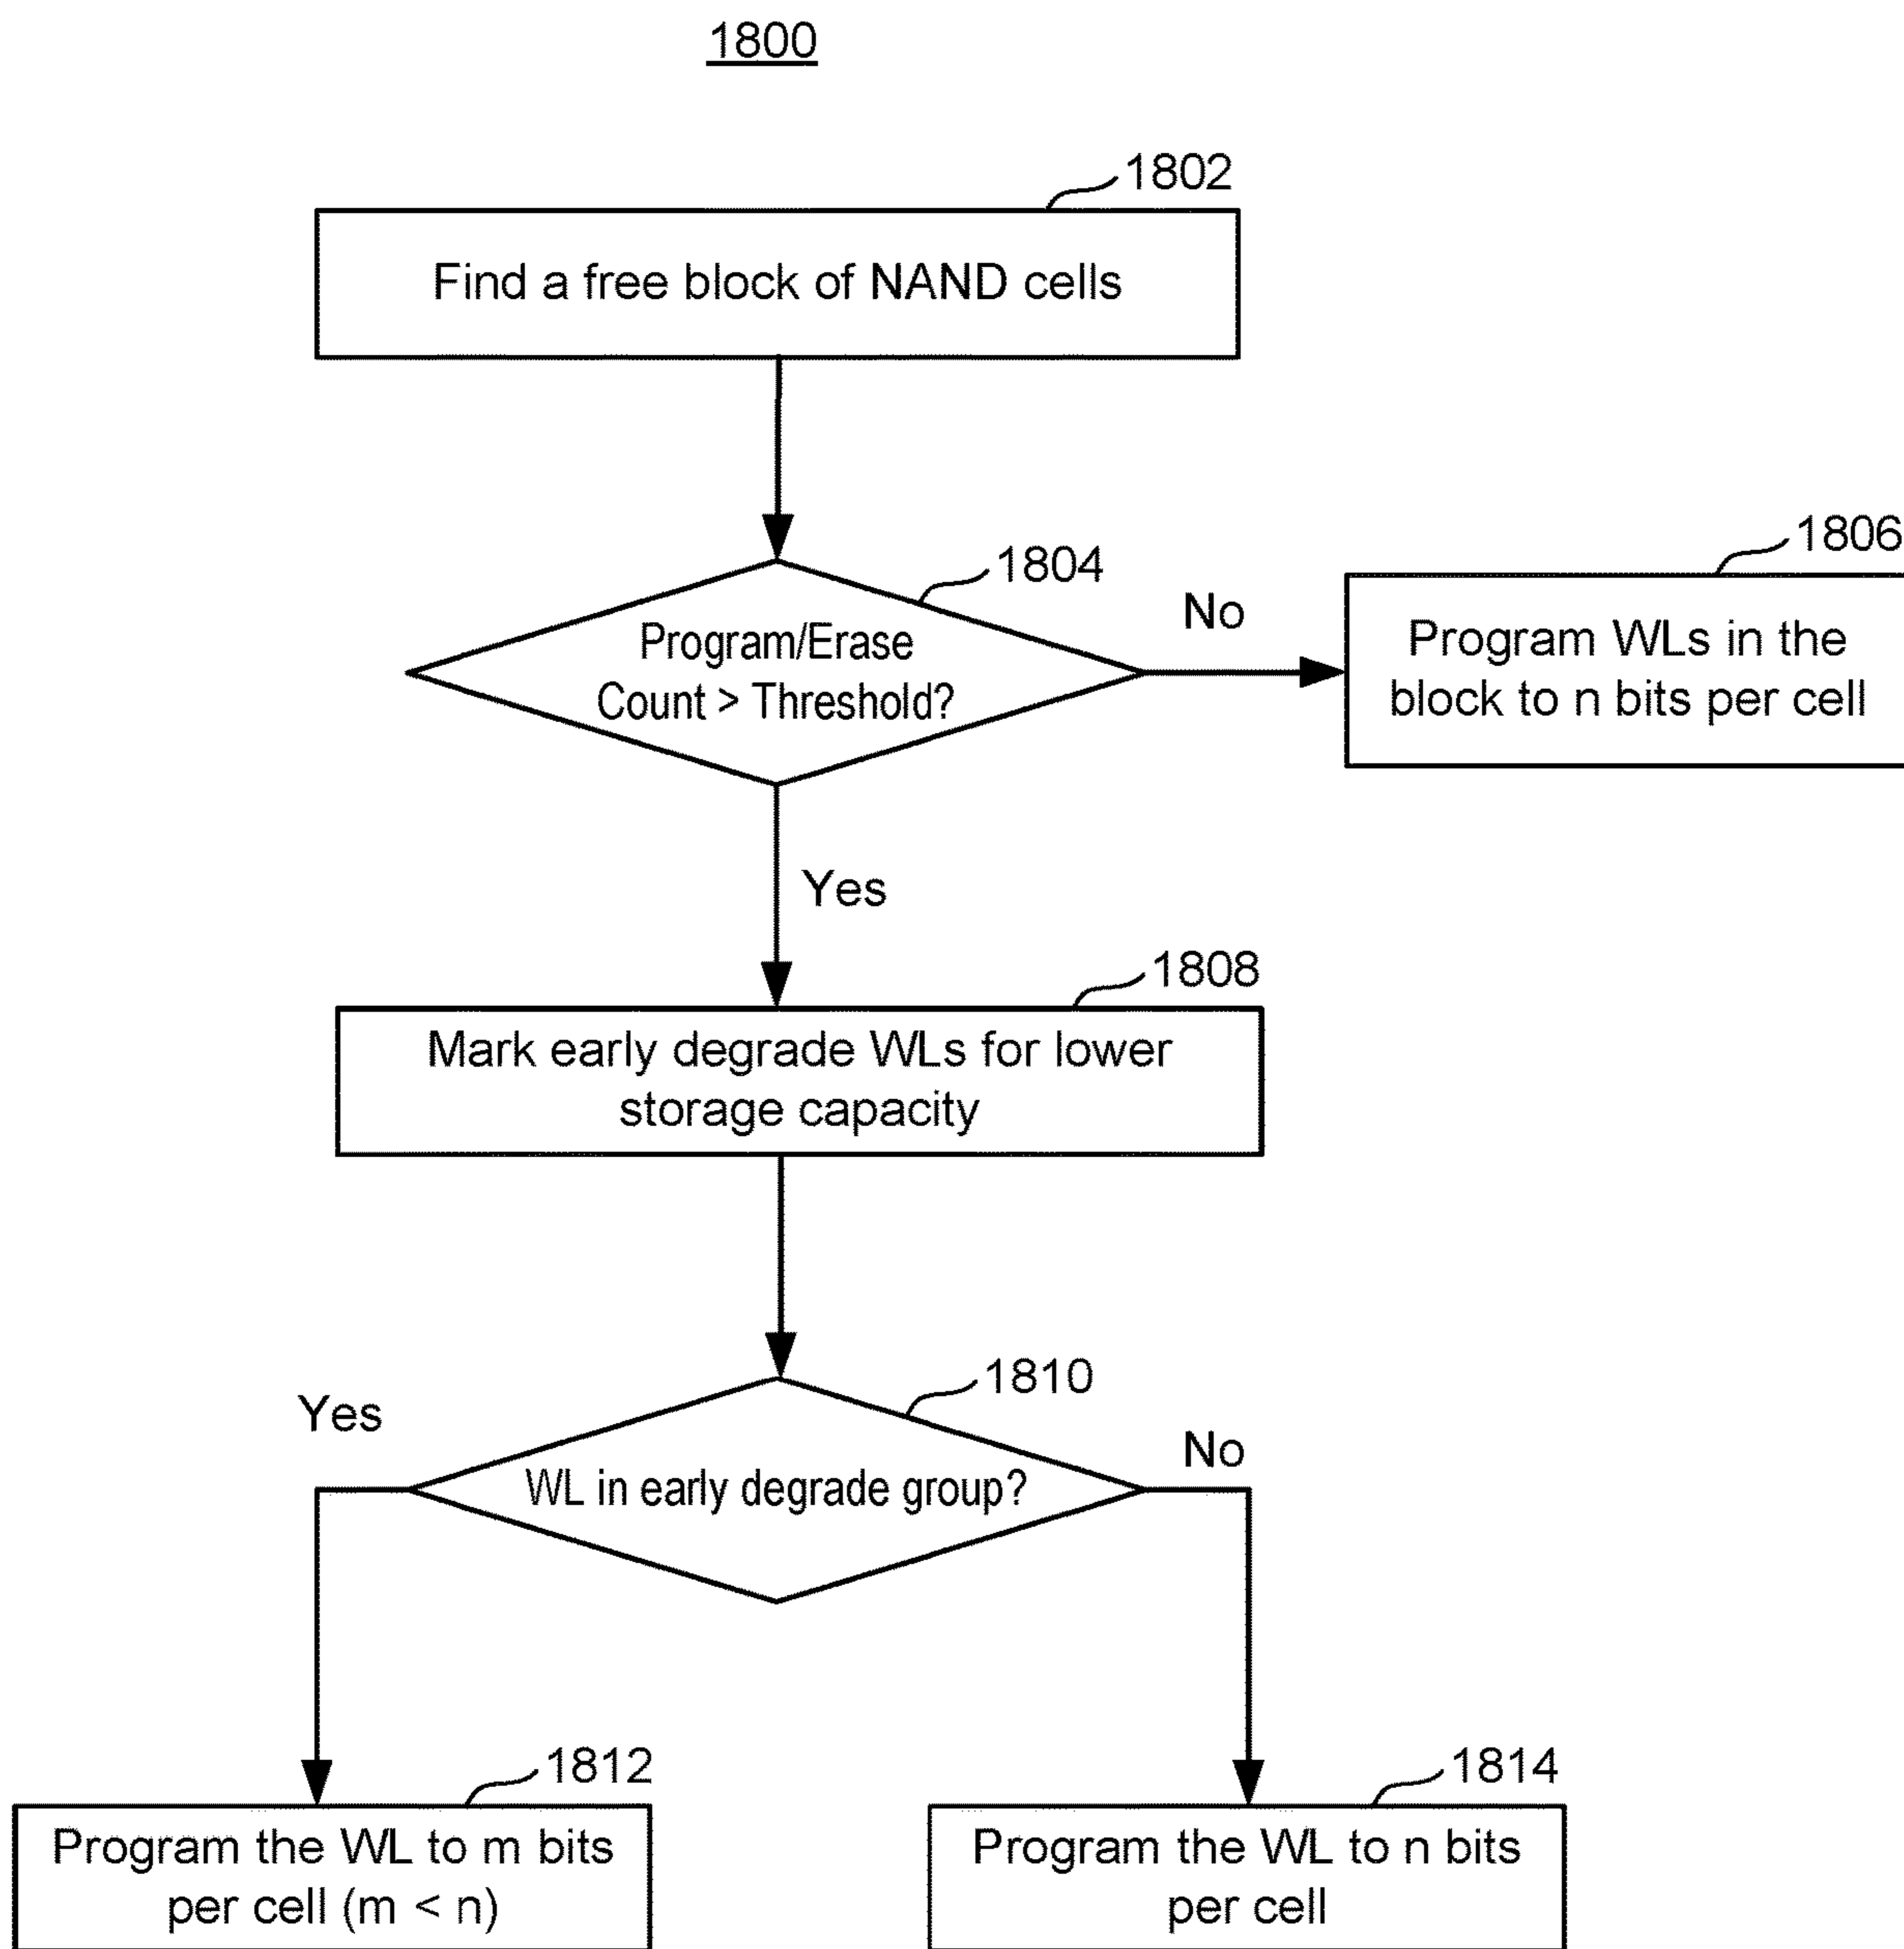 1800
1802
Find a free block of NAND cells
1804
Program/Erase
Count > Threshold?
No
1806
Program WLs in the
block to n bits per cell
Yes
1808
Mark early degrade WLs for lower
storage capacity
1810
Yes
WL in early degrade group?
No
1812
Program the WL to m bits
per cell (m < n)
1814
Program the WL to n bits
per cell